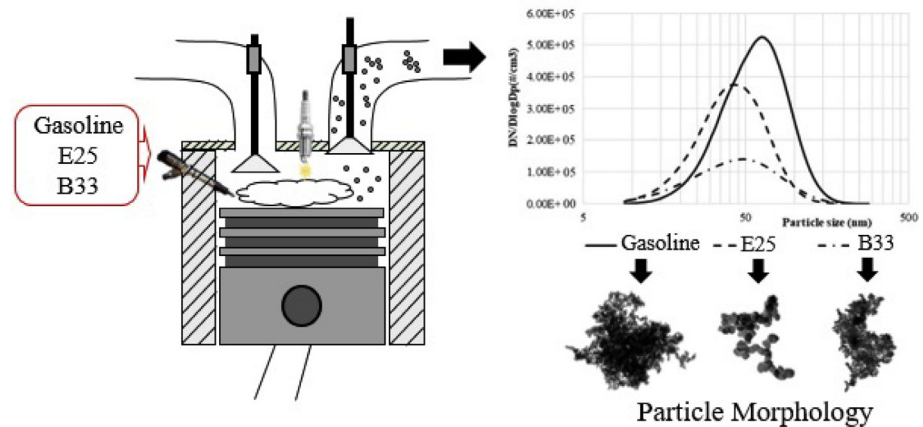 Gasoline
E25
B33
DN/DlogDp(#/cm3)
6.00E+05
5.00E+05
4.00E+05
3.00E+05
2.00E+05
1.00E+05
0.00E+00
5
50
500
Particle size (nm)
Gasoline
E25
B33
Particle Morphology